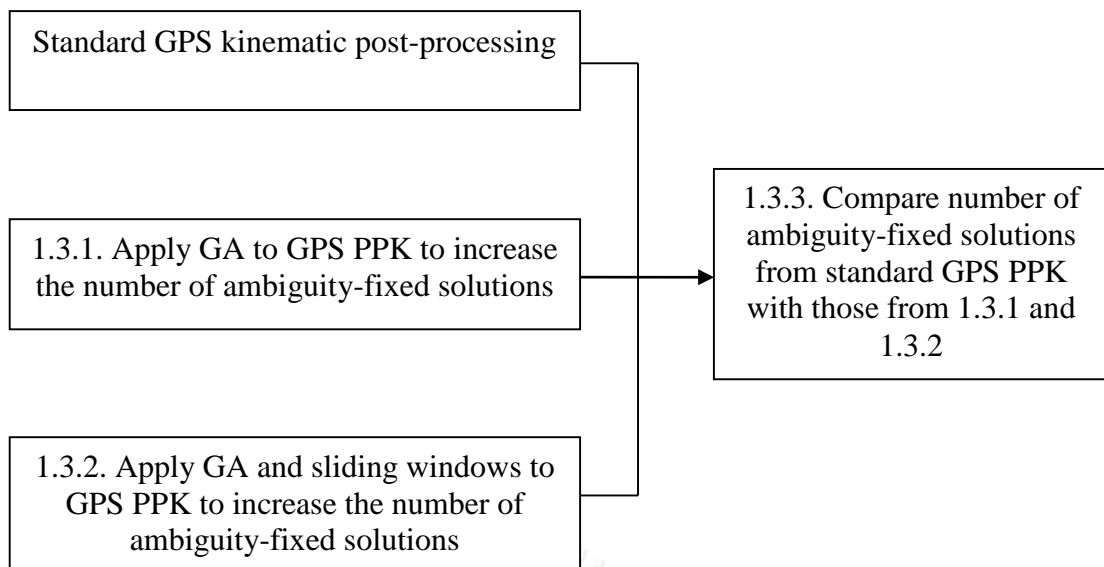 Standard GPS kinematic post-processing
1.3.1. Apply GA to GPS PPK to increase
the number of ambiguity-fixed solutions
1.3.2. Apply GA and sliding windows to
GPS PPK to increase the number of
ambiguity-fixed solutions
1.3.3. Compare number of
ambiguity-fixed solutions
from standard GPS PPK
with those from 1.3.1 and
1.3.2